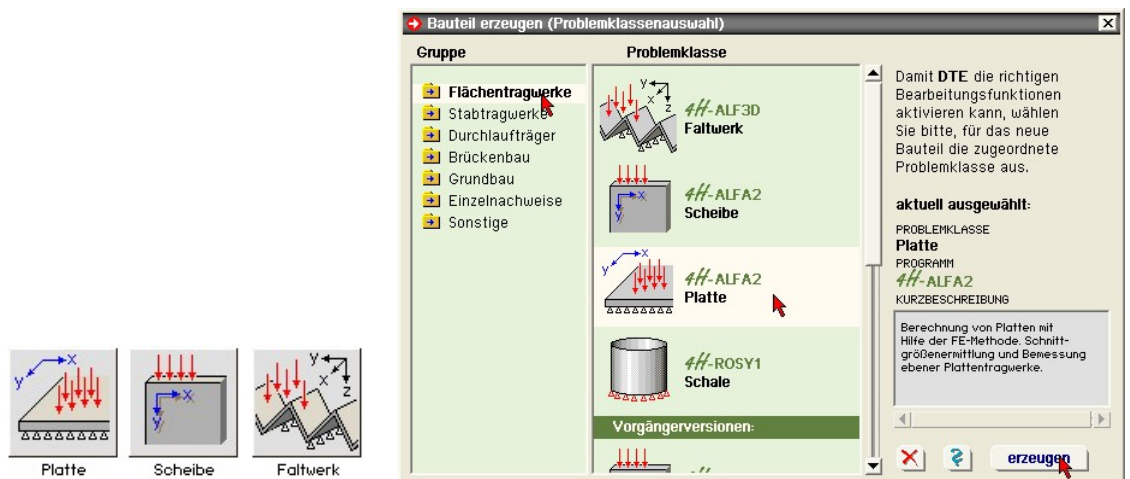 Platte
Scheibe
Faltwerk
y
x
x
y
y
x
z
Bauteil erzeugen (Problemklassenauswahl)
Gruppe
Flächentragwerke
Stabtragwerke
Durchlaufträger
Brückenbau
Grundbau
Einzelnachweise
Sonstige
Problemklasse
y
x
z
4H-ALF3D
Faltwerk
x
y
4H-ALFA2
Scheibe
y
x
4H-ALFA2
Platte
4H-ROSY1
Schale
Vorgängerversionen:
Damit DTE die richtigen
Bearbeitungsfunktionen
aktivieren kann, wählen
Sie bitte, für das neue
Bauteil die zugeordnete
Problemklasse aus.
aktuell ausgewählt:
PROBLEMKLASSE
Platte
PROGRAMM
4H-ALFA2
KURZBESCHREIBUNG
Berechnung von Platten mit
Hilfe der FE-Methode. Schnitt-
größenermittlung und Bemessung
ebener Plattentragwerke.
erzeugen